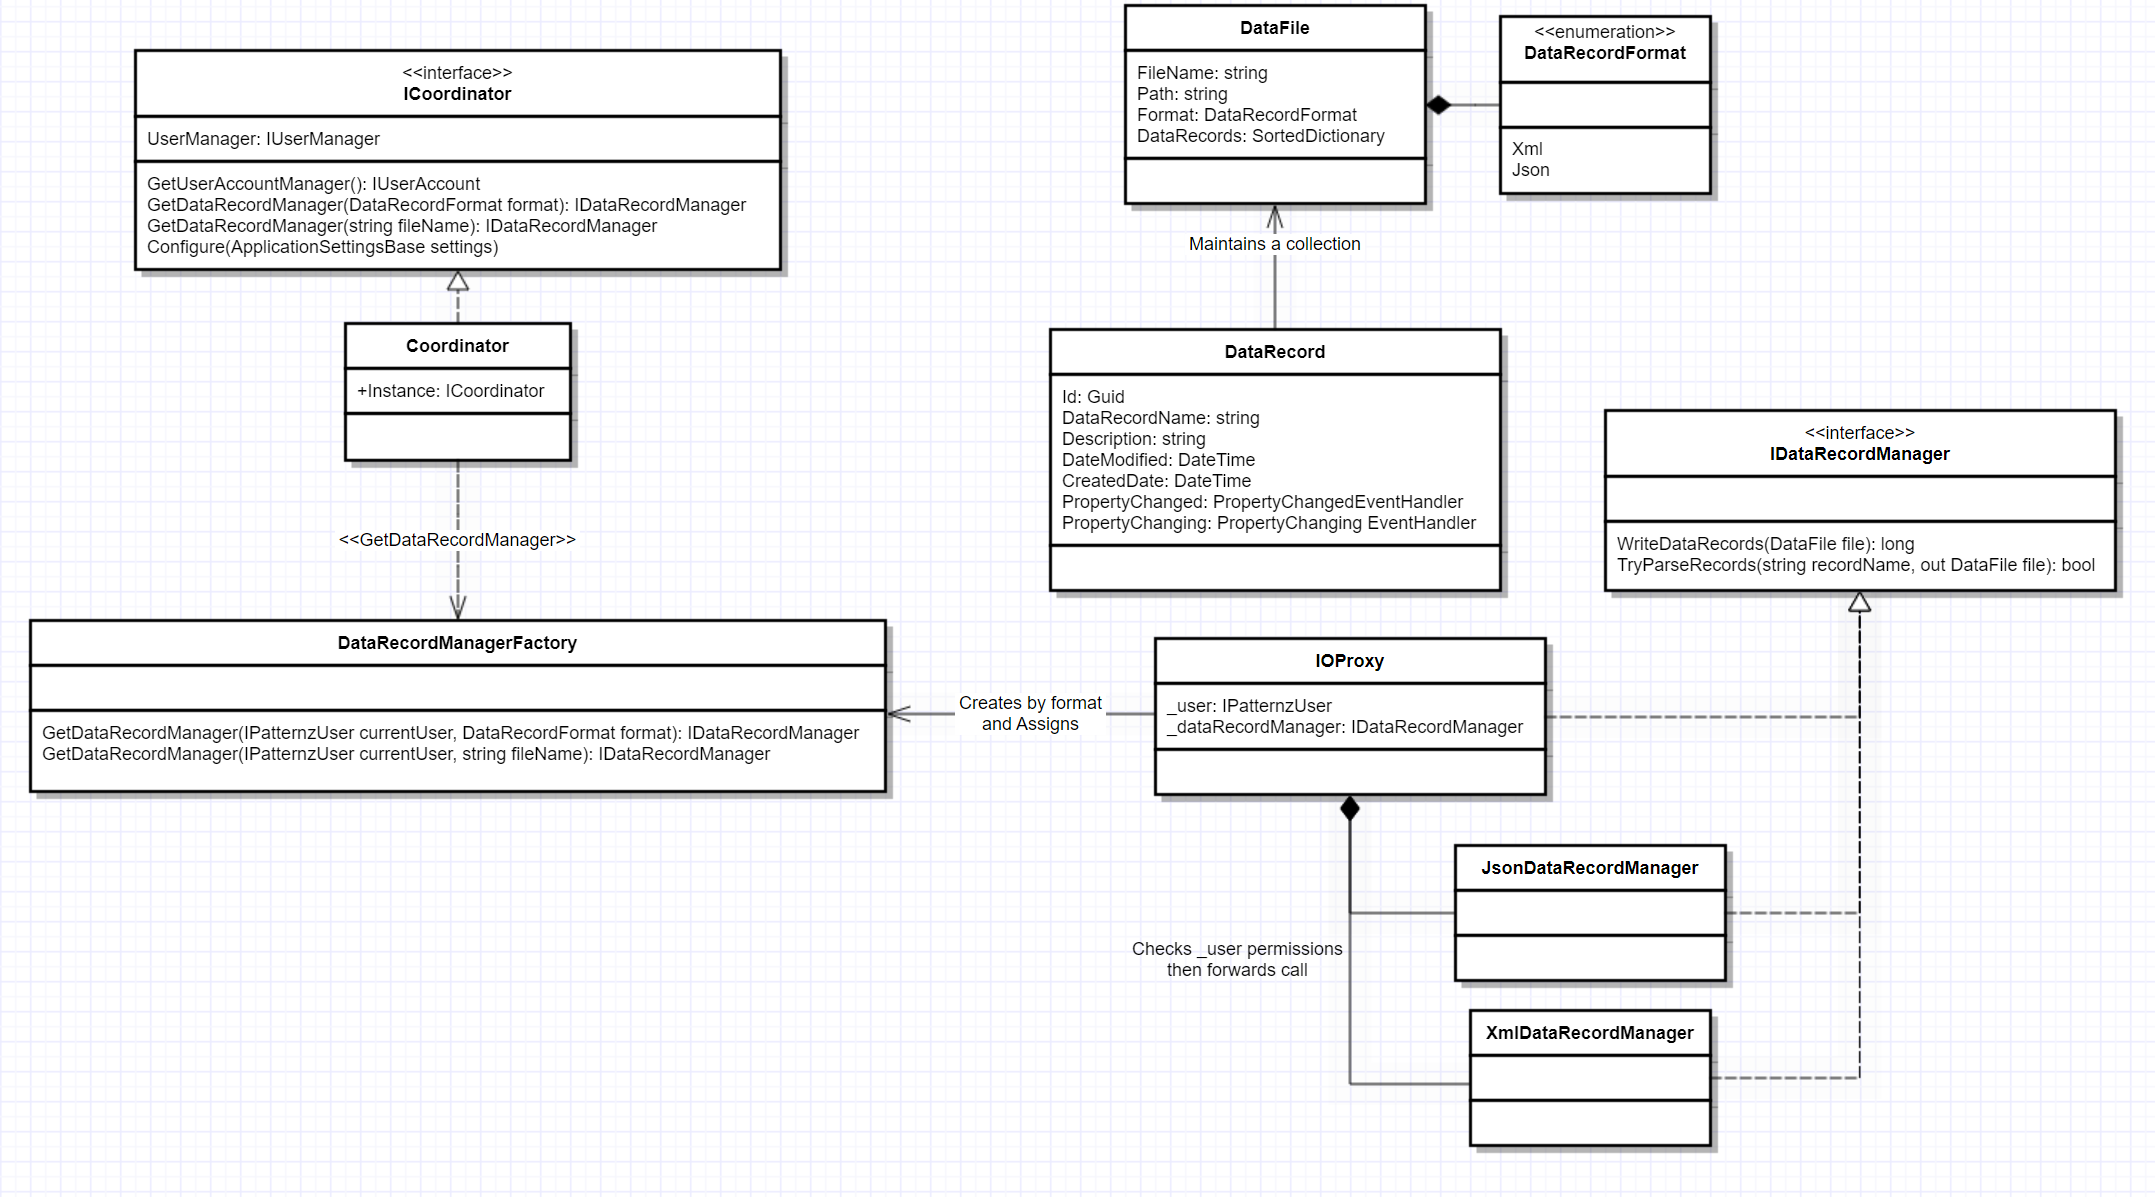 <<interface>>
ICoordinator
UserManager: IUserManager
GetUserAccountManager(): IUserAccount
GetDataRecordManager(DataRecordFormat format): IDataRecordManager
GetDataRecordManager(string fileName): IDataRecordManager
Configure(ApplicationSettingsBase settings)
Coordinator
+Instance: ICoordinator
<<GetDataRecordManager>>
DataRecordManagerFactory
GetDataRecordManager(IPatternzUser currentUser, DataRecordFormat format): IDataRecordManager
GetDataRecordManager(IPatternzUser currentUser, string fileName): IDataRecordManager
DataFile
FileName: string
Path: string
Format: DataRecordFormat
DataRecords: SortedDictionary
<<enumeration>>
DataRecordFormat
Xml
Json
Maintains a collection
DataRecord
Id: Guid
DataRecordName: string
Description: string
DateModified: DateTime
CreatedDate: DateTime
PropertyChanged: PropertyChangedEventHandler
PropertyChanging: PropertyChanging EventHandler
<<interface>>
IDataRecordManager
WriteDataRecords(DataFile file): long
TryParseRecords(string recordName, out DataFile file): bool
Creates by format
and Assigns
IOProxy
_user: IPatternzUser
_dataRecordManager: IDataRecordManager
Checks _user permissions
then forwards call
JsonDataRecordManager
XmlDataRecordManager